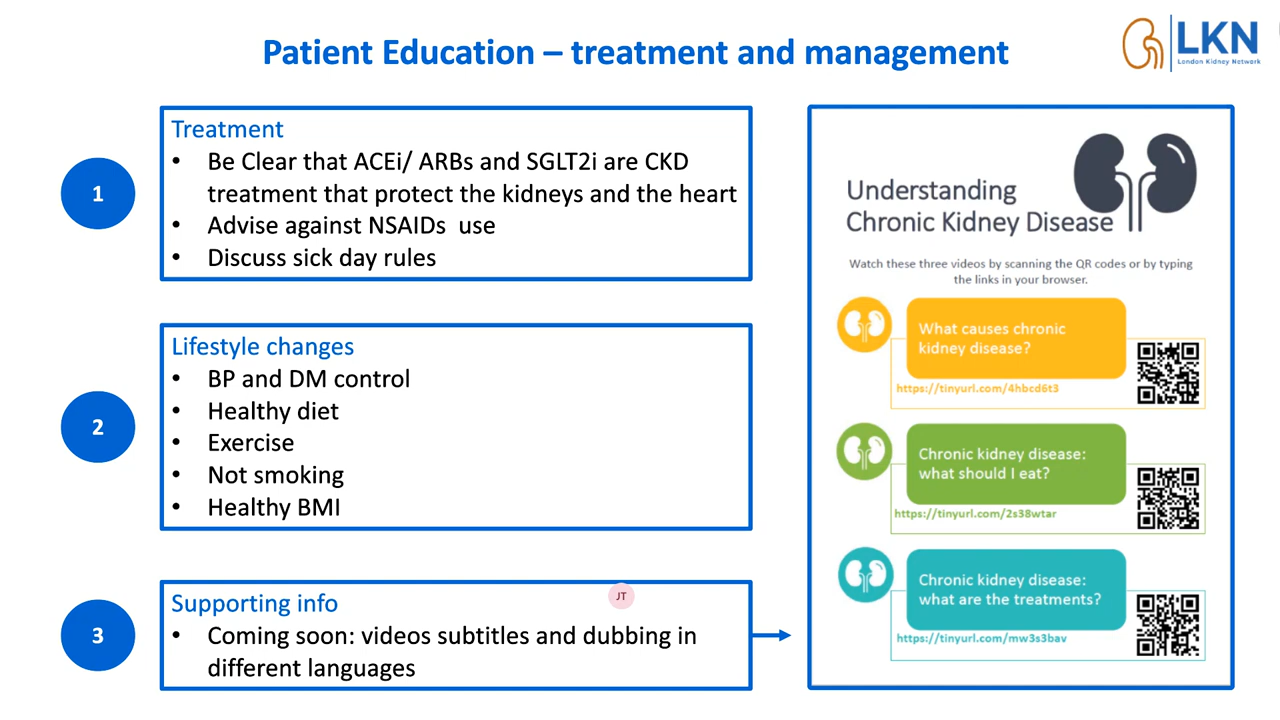 Patient Education – treatment and management
LKN
London Kidney Network
1
Treatment
• Be Clear that ACEi/ ARBs and SGLT2i are CKD
treatment that protect the kidneys and the heart
• Advise against NSAIDs use
• Discuss sick day rules
2
Lifestyle changes
• BP and DM control
• Healthy diet
• Exercise
• Not smoking
• Healthy BMI
3
Supporting info
JT
• Coming soon: videos subtitles and dubbing in
different languages
Understanding
Chronic Kidney Disease
Watch these three videos by scanning the QR codes or by typing
the links in your browser.
What causes chronic
kidney disease?
https://tinyurl.com/4hbcd6t3
Chronic kidney disease:
what should I eat?
https://tinyurl.com/2s38wtar
Chronic kidney disease:
what are the treatments?
https://tinyurl.com/mw3s3bav